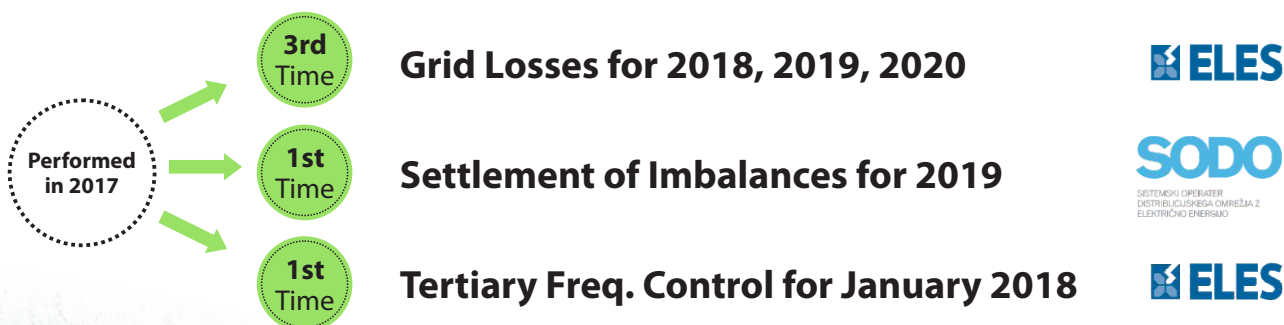 Performed
in 2017
3rd
Time
Grid Losses for 2018, 2019, 2020
ELES
1st
Time
Settlement of Imbalances for 2019
SODO
SISTEMSKI OPERATER
DISTRIBUCIJSKEGA OMREŽJA Z
ELEKTRIČNO ENERGIJO
1st
Time
Tertiary Freq. Control for January 2018
ELES